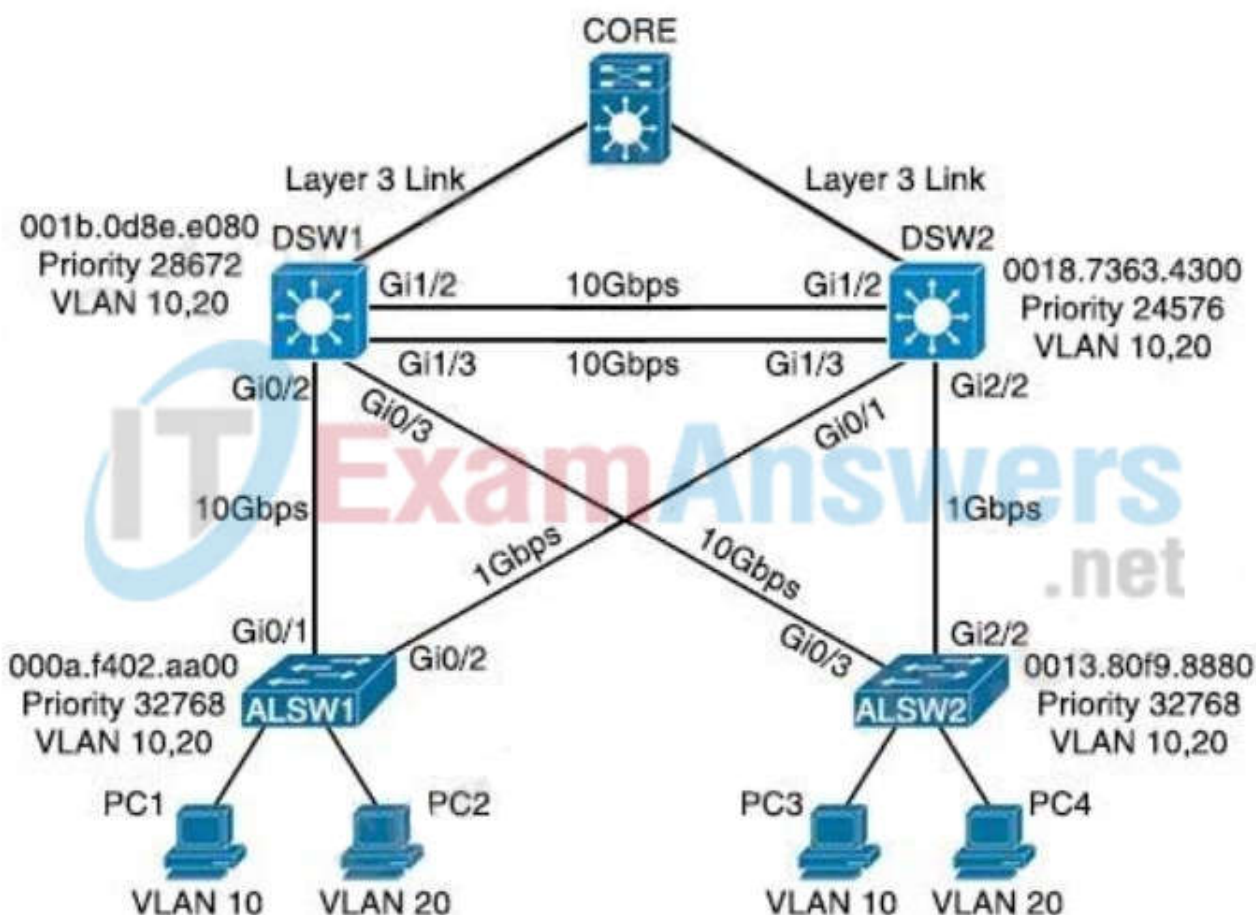 CORE
Layer 3 Link
Layer 3 Link
001b.0d8e.e080
Priority 28672
VLAN 10,20
DSW1
DSW2
0018.7363.4300
Priority 24576
VLAN 10,20
Gi1/2
10Gbps
Gi1/2
Gi1/3
10Gbps
Gi1/3
Gi0/2
Gi0/3
Gi0/1
Gi2/2
ITExamAnswers
.net
10Gbps
1Gbps
10Gbps
1Gbps
Gi0/1
Gi0/2
Gi0/3
Gi2/2
000a.f402.aa00
Priority 32768
VLAN 10,20
ALSW1
ALSW2
0013.80f9.8880
Priority 32768
VLAN 10,20
PC1
PC2
PC3
PC4
VLAN 10
VLAN 20
VLAN 10
VLAN 20